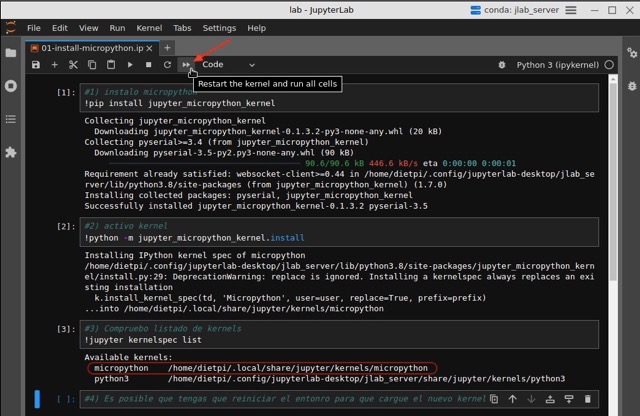 lab - JupyterLab
conda: jlab_server
File Edit View Run Kernel Tabs Settings Help
01-install-micropython.ip
Code
Python 3 (ipykernel)
Restart the kernel and run all cells
[1]:
#1) instalo micropython
!pip install jupyter_micropython_kernel
Collecting jupyter_micropython_kernel
Downloading jupyter_micropython_kernel-0.1.3.2-py3-none-any.whl (20 kB)
Collecting pyserial>=3.4 (from jupyter_micropython_kernel)
Downloading pyserial-3.5-py2.py3-none-any.whl (90 kB)
90.6/90.6 kB 446.6 kB/s eta 0:00:00 0:00:01
Requirement already satisfied: websocket-client>=0.44 in /home/dietpi/.config/jupyterlab-desktop/jlab_se
rver/lib/python3.8/site-packages (from jupyter_micropython_kernel) (1.7.0)
Installing collected packages: pyserial, jupyter_micropython_kernel
Successfully installed jupyter_micropython_kernel-0.1.3.2 pyserial-3.5
[2]:
#2) activo kernel
!python -m jupyter_micropython_kernel.install
Installing IPython kernel spec of micropython
/home/dietpi/.config/jupyterlab-desktop/jlab_server/lib/python3.8/site-packages/jupyter_micropython_kern
el/install.py:29: DeprecationWarning: replace is ignored. Installing a kernelspec always replaces an exi
sting installation
k.install_kernel_spec(td, 'Micropython', user=user, replace=True, prefix=prefix)
...into /home/dietpi/.local/share/jupyter/kernels/micropython
[3]:
#3) Compruebo listado de kernels
!jupyter kernelspec list
Available kernels:
micropython /home/dietpi/.local/share/jupyter/kernels/micropython
python3 /home/dietpi/.config/jupyterlab-desktop/jlab_server/share/jupyter/kernels/python3
[ ]:
#4) Es posible que tengas que reiniciar el entonro para que cargue el nuevo kernel